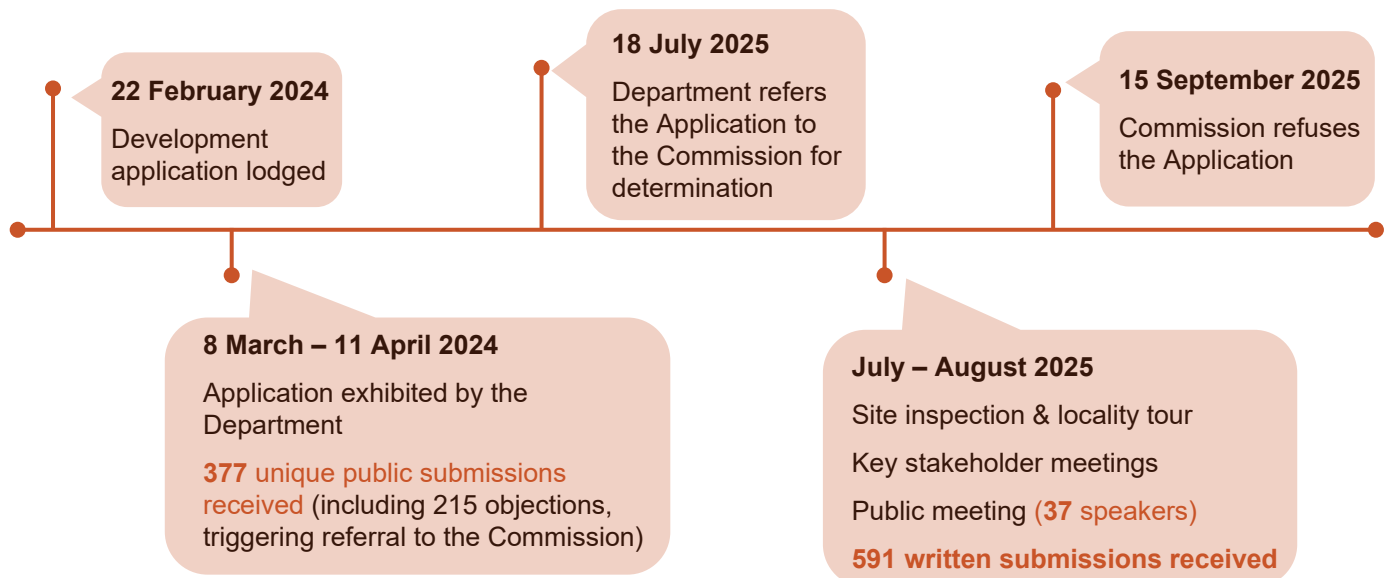 22 February 2024
Development
application lodged
8 March – 11 April 2024
Application exhibited by the
Department
377 unique public submissions
received (including 215 objections,
triggering referral to the Commission)
18 July 2025
Department refers
the Application to
the Commission for
determination
July – August 2025
Site inspection & locality tour
Key stakeholder meetings
Public meeting (37 speakers)
591 written submissions received
15 September 2025
Commission refuses
the Application